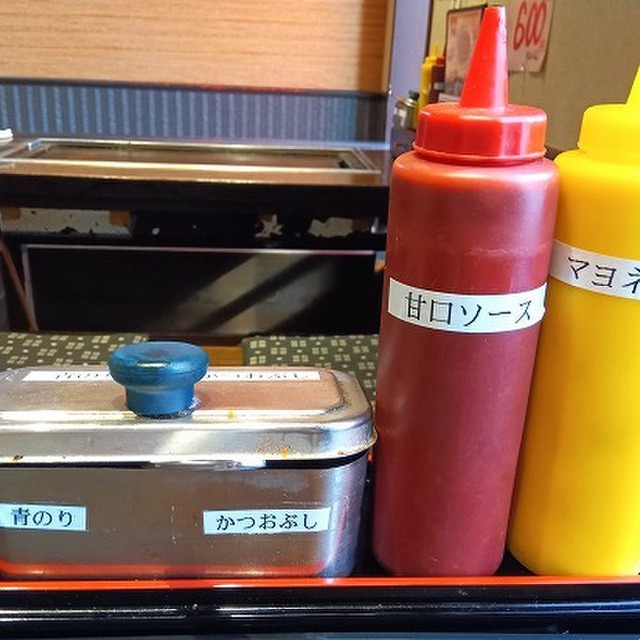 600
甘口ソース
マヨネ
青のり
かつおぶし